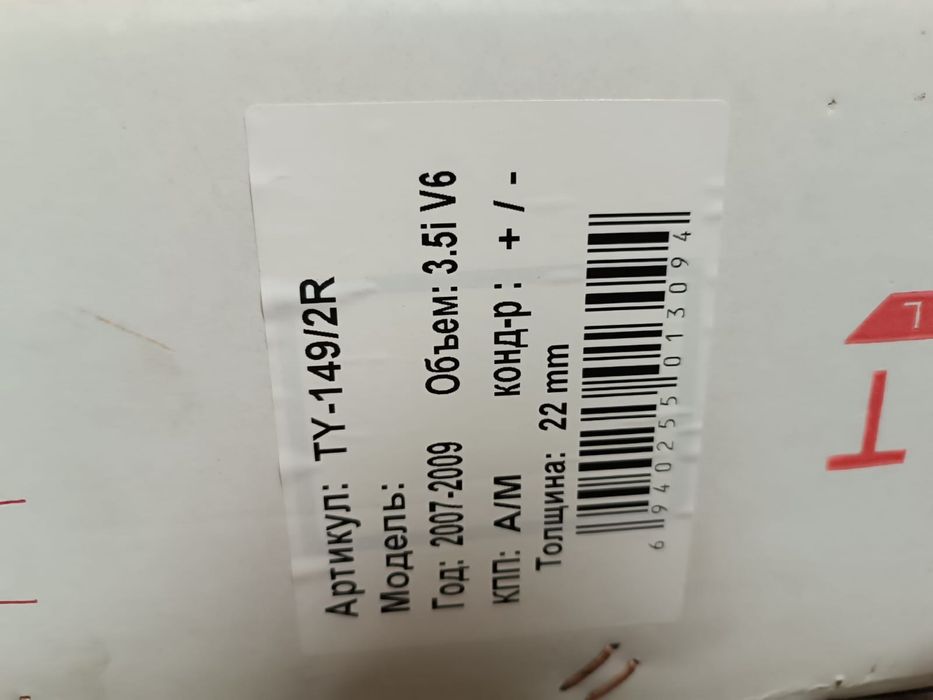 Артикул: TY-149/2R
Модель:
Год: 2007-2009 Объем: 3.5i V6
КПП: А/М конд-р : + / -
Толщина: 22 mm
6 940255 013094